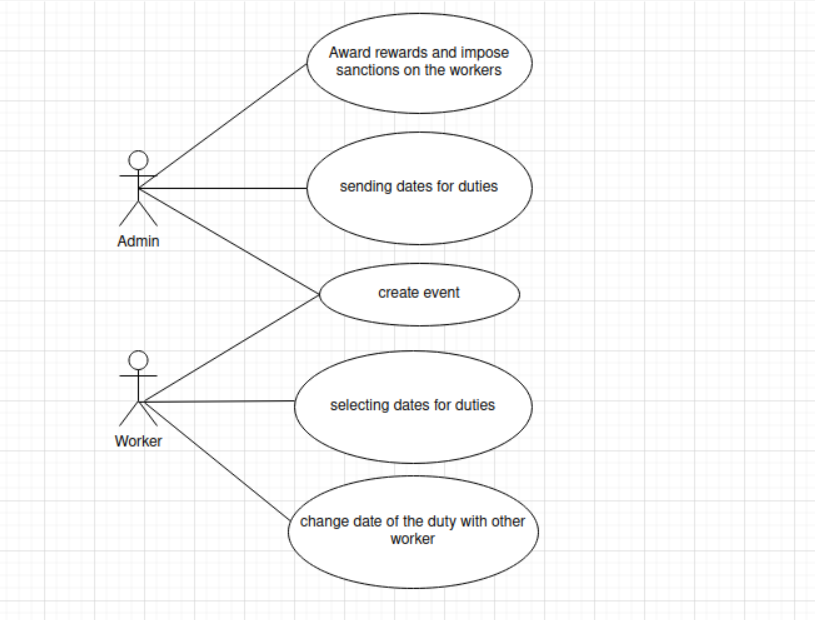 Award rewards and impose
sanctions on the workers
sending dates for duties
Admin
create event
selecting dates for duties
Worker
change date of the duty with other
worker